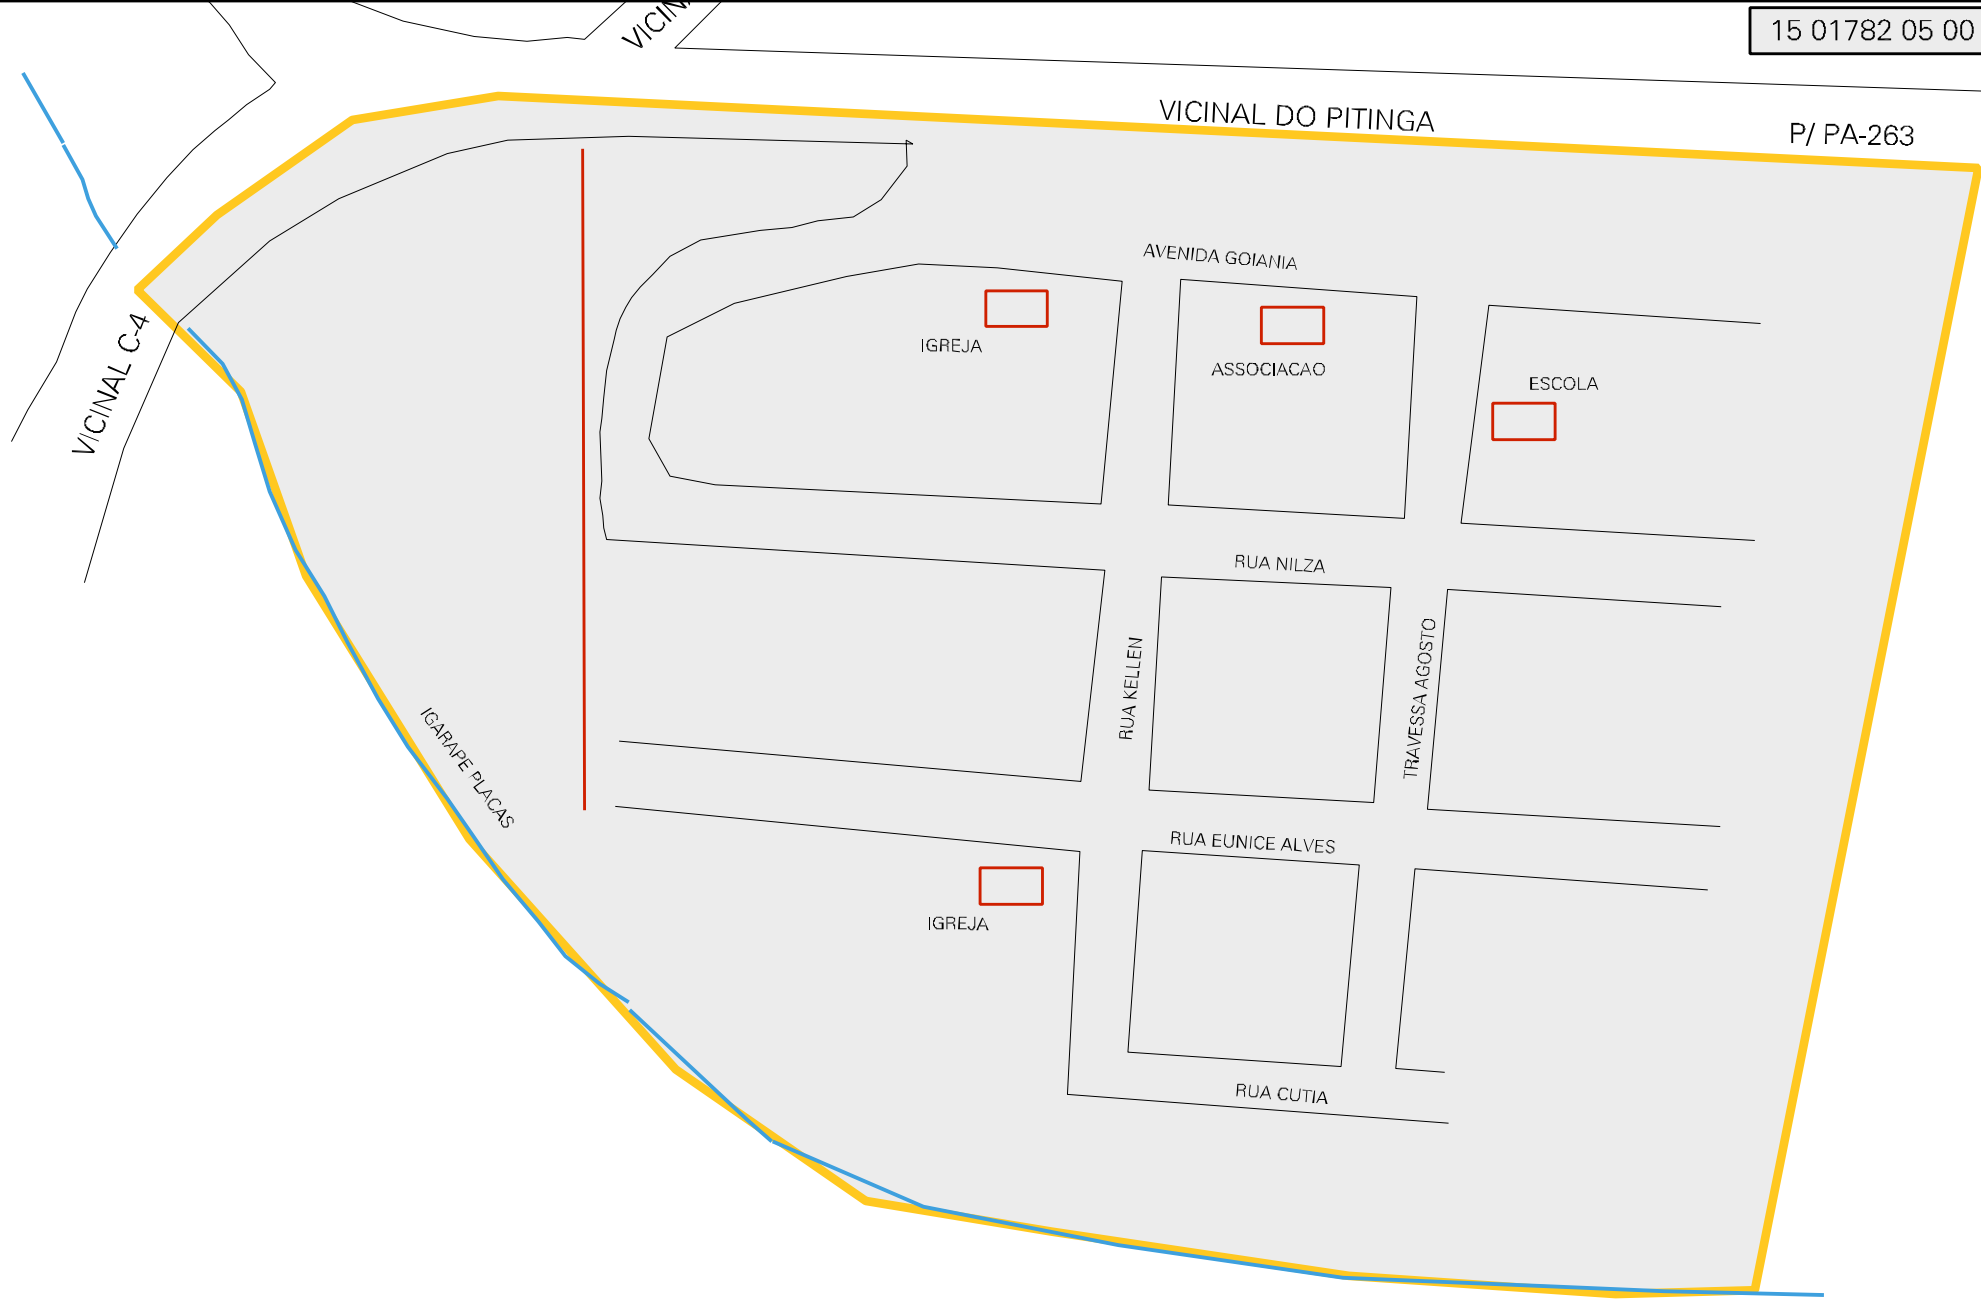 15 01782 05 00
VICINAL DO PITINGA
P/ PA-263
AVENIDA GOIANIA
IGREJA
ASSOCIACAO
ESCOLA
VICINAL C-4
RUA NILZA
RUA KELLEN
TRAVESSA AGOSTO
IGARAPE PLACAS
RUA EUNICE ALVES
IGREJA
RUA CUTIA